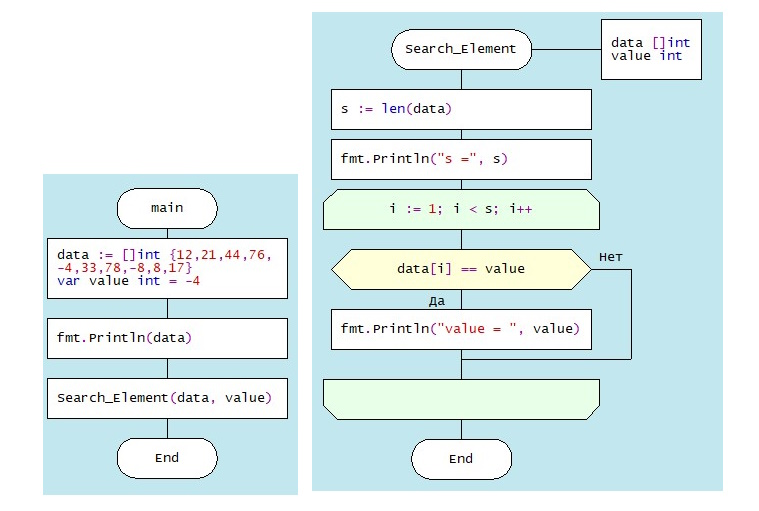 main
data := []int {12,21,44,76,
-4,33,78,-8,8,17}
var value int = -4
fmt.Println(data)
Search_Element(data, value)
End
Search_Element
data []int
value int
s := len(data)
fmt.Println("s =", s)
i := 1; i < s; i++
data[i] == value
Нет
Да
fmt.Println("value = ", value)
End